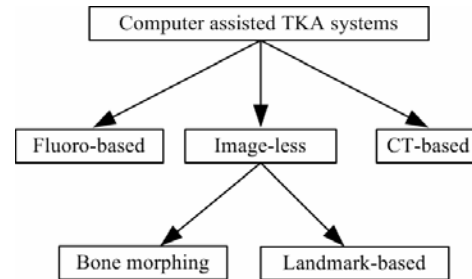 Computer assisted TKA systems
Fluoro-based
Image-less
CT-based
Bone morphing
Landmark-based